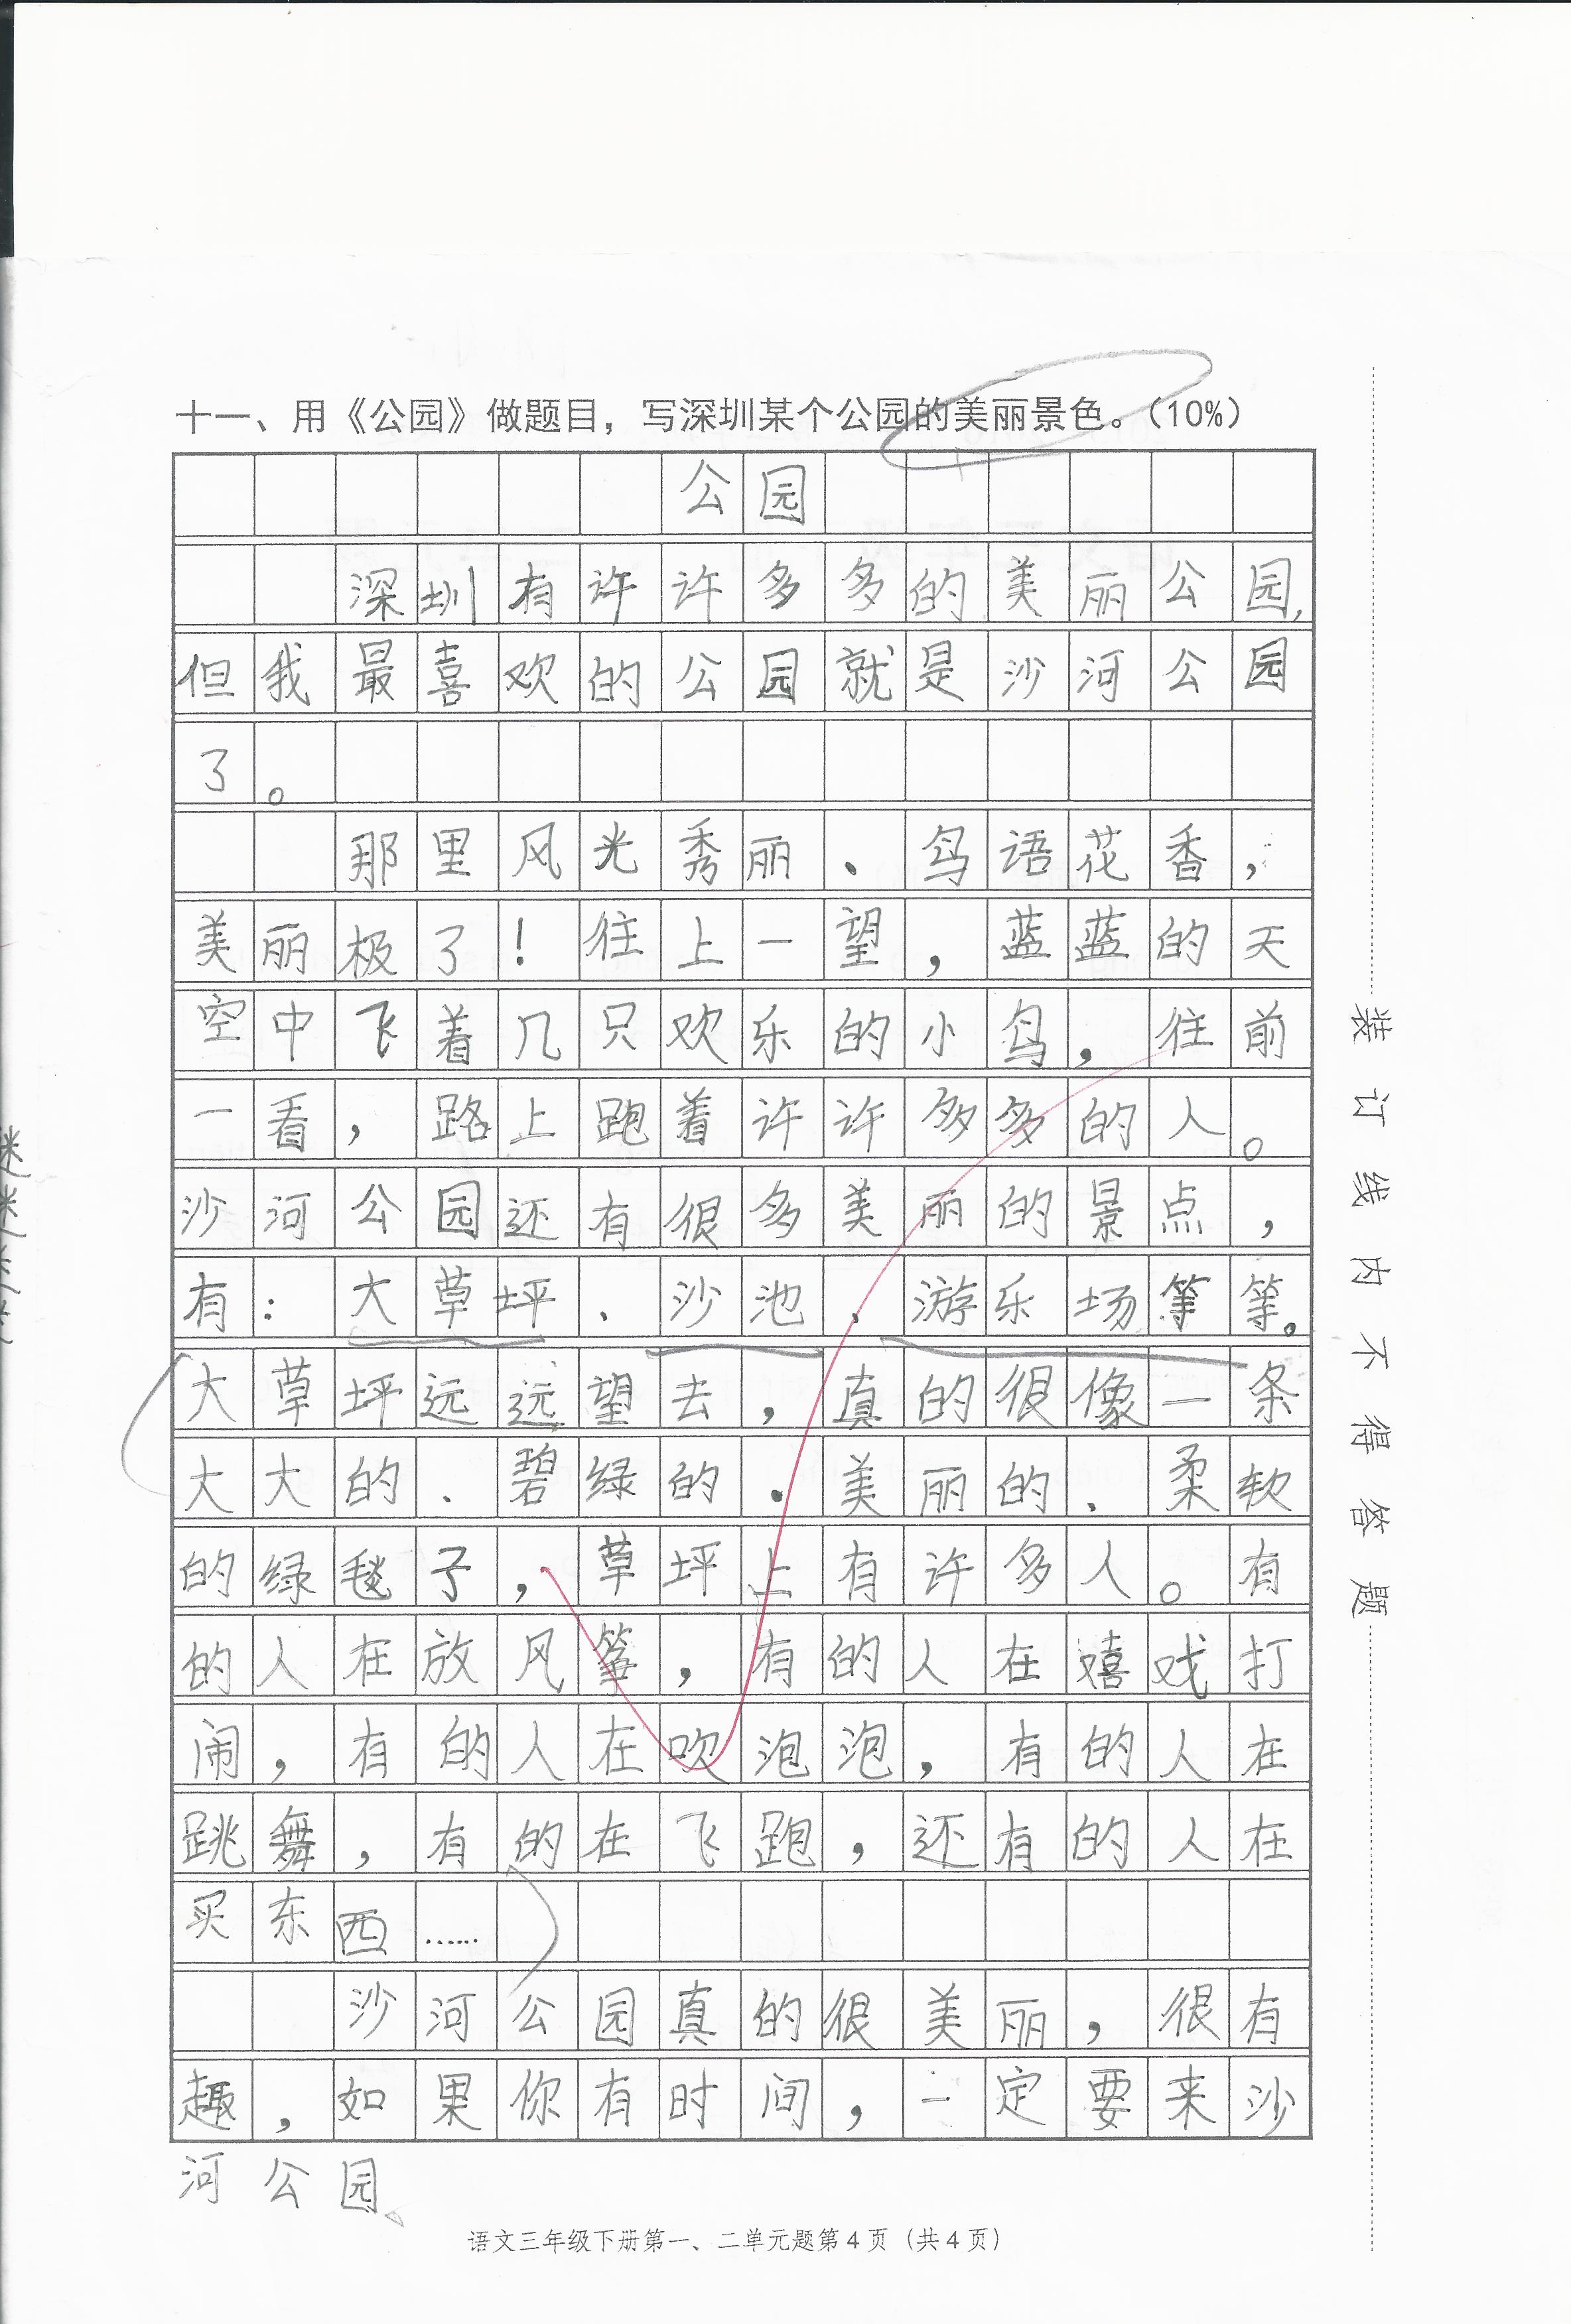 十一、用《公园》做题目，写深圳某个公园的美丽景色。（10%）
公园
深圳有许许多多的美丽公园，
但我最喜欢的公园就是沙河公园
了。
那里风光秀丽、鸟语花香，
美丽极了！往上一望，蓝蓝的天
空中飞着几只欢乐的小鸟，往前
一看，路上跑着许许多多的人。
沙河公园还有很多美丽的景点，
有：大草坪、沙池、游乐场等等。
大草坪远远望去，真的很像一条
大大的、碧绿的、美丽的、柔软
的绿毯子，草坪上有许多人。有
的人在放风筝，有的人在嬉戏打
闹，有的人在吹泡泡，有的人在
跳舞，有的在飞跑，还有的人在
买东西……
沙河公园真的很美丽，很有
趣，如果你有时间，一定要来沙
河公园。
语文三年级下册第一、二单元题第4页（共4页）
装订线内不得答题